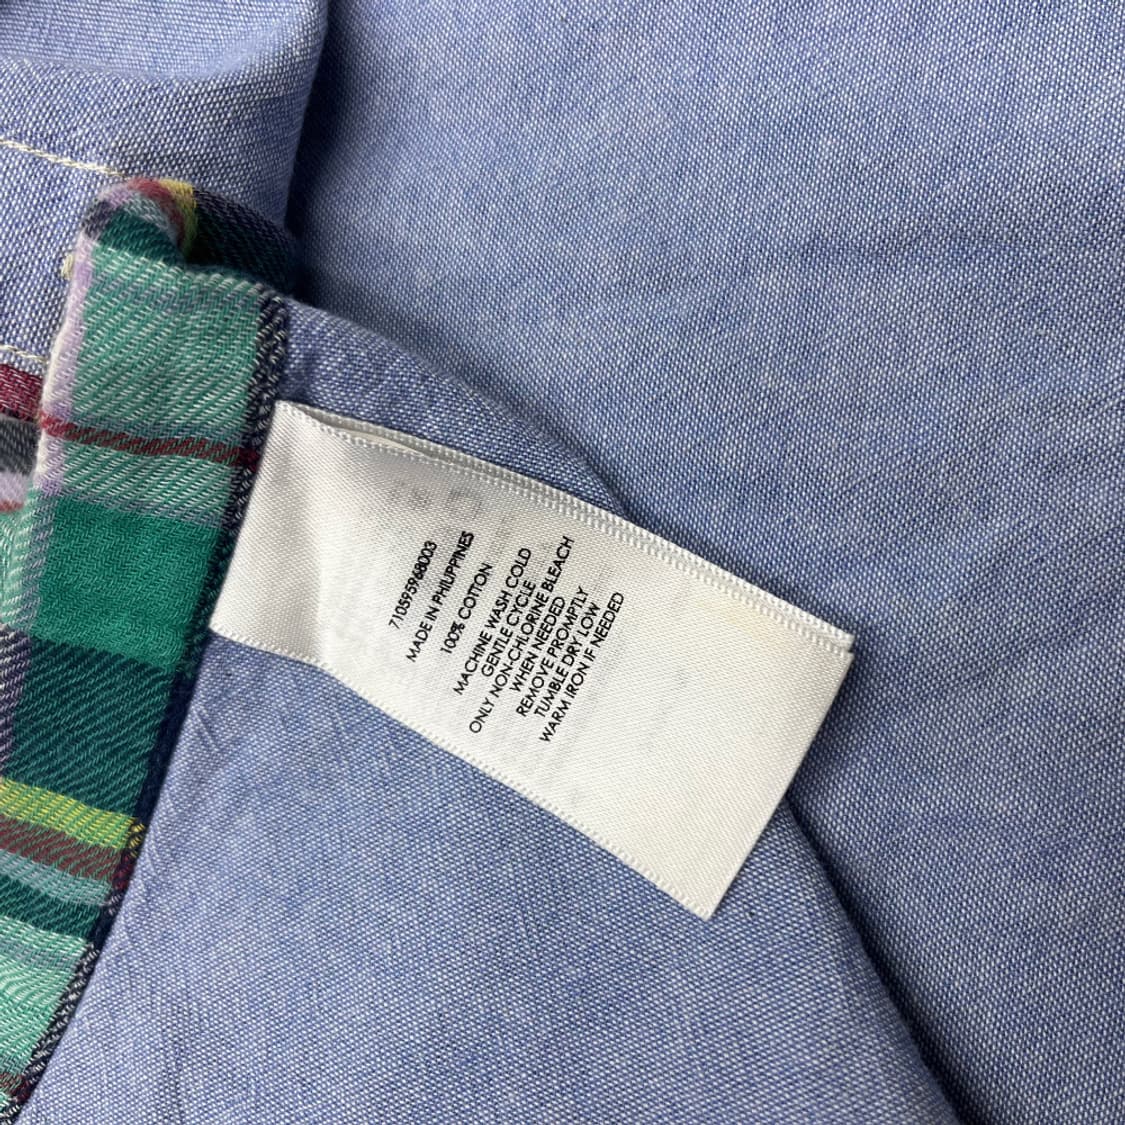 710595968003
MADE IN PHILIPPINES
100% COTTON
MACHINE WASH COLD
GENTLE CYCLE
ONLY NON-CHLORINE BLEACH
WHEN NEEDED
REMOVE PROMPTLY
TUMBLE DRY LOW
WARM IRON IF NEEDED